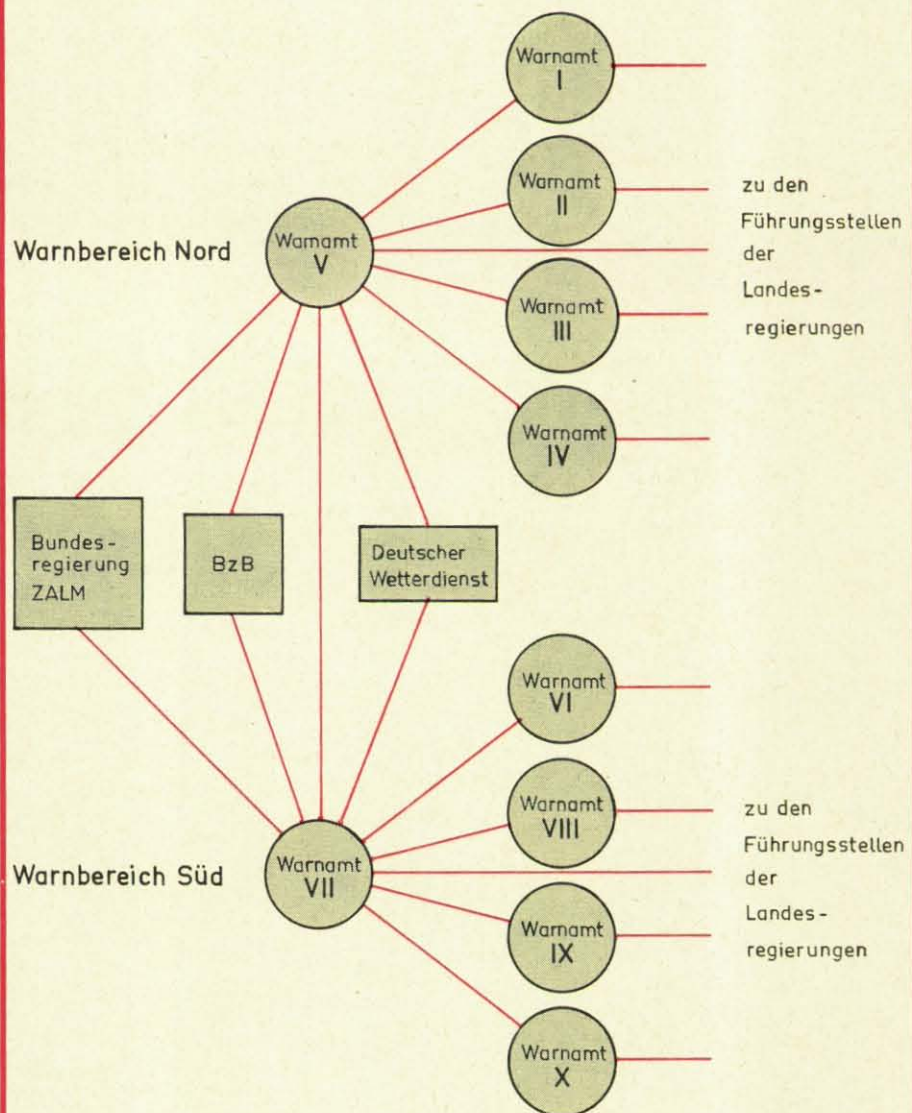 Warnamt
I
Warnamt
II
zu den
Führungsstellen
der
Landes-
regierungen
Warnbereich Nord
Warnamt
V
Warnamt
III
Warnamt
IV
Bundes-
regierung
ZALM
BzB
Deutscher
Wetterdienst
Warnamt
VI
Warnamt
VIII
zu den
Führungsstellen
der
Landes-
regierungen
Warnbereich Süd
Warnamt
VII
Warnamt
IX
Warnamt
X